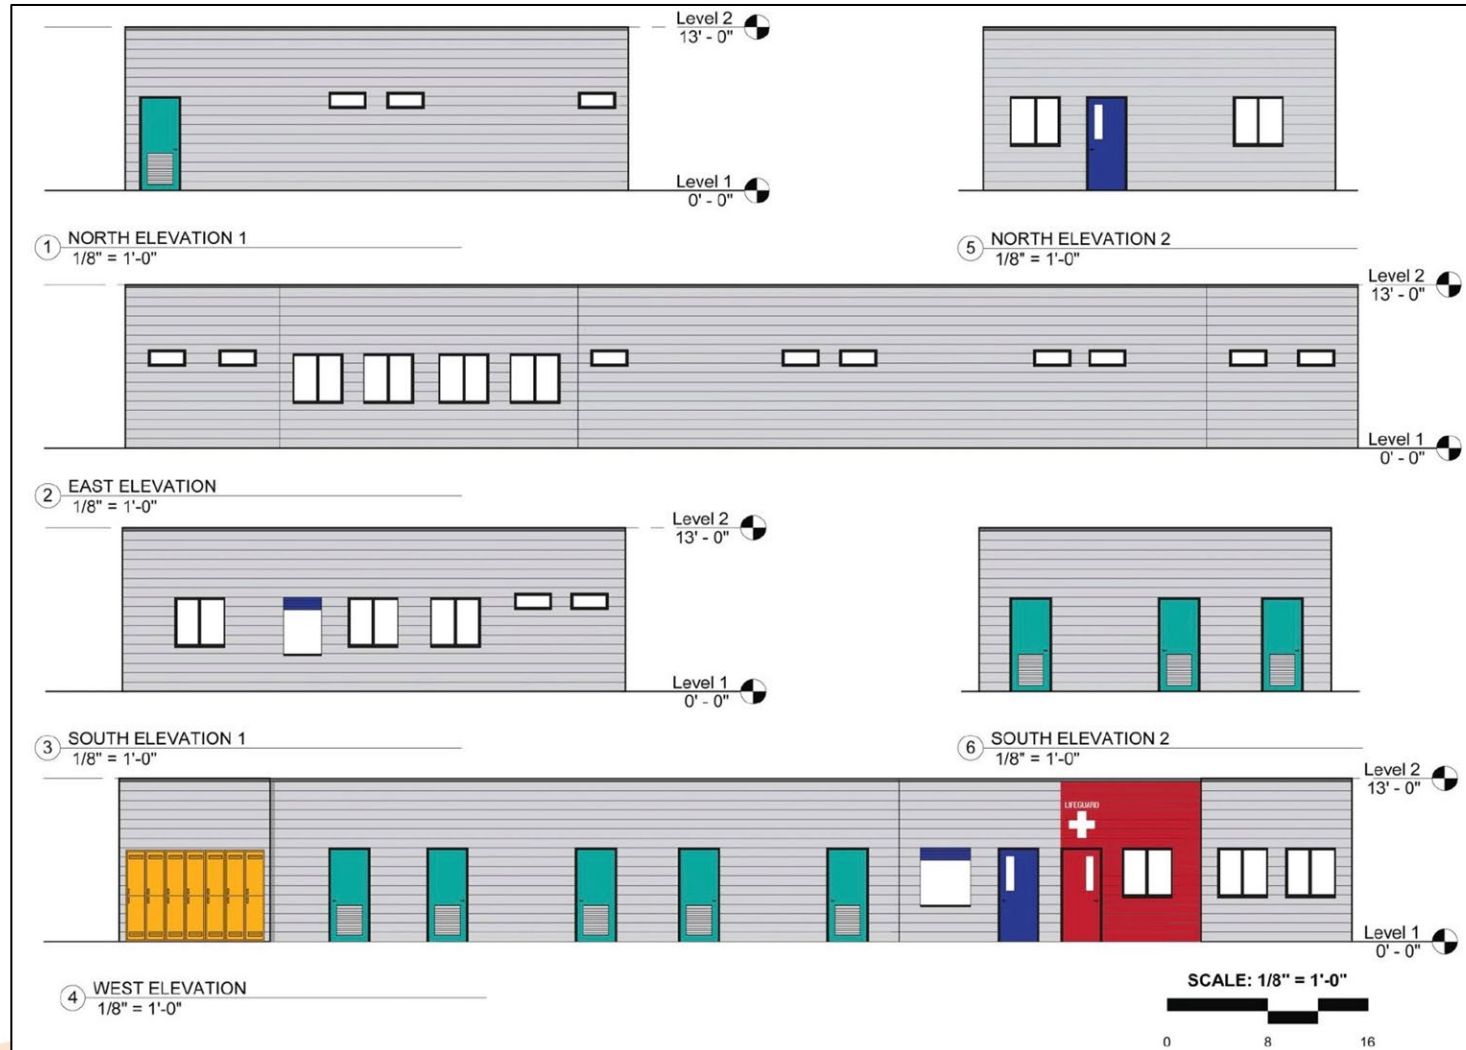 Level 2
13' - 0"
Level 1
0' - 0"
1 NORTH ELEVATION 1
1/8" = 1'-0"
5 NORTH ELEVATION 2
1/8" = 1'-0"
Level 2
13' - 0"
Level 1
0' - 0"
2 EAST ELEVATION
1/8" = 1'-0"
Level 2
13' - 0"
Level 1
0' - 0"
3 SOUTH ELEVATION 1
1/8" = 1'-0"
6 SOUTH ELEVATION 2
1/8" = 1'-0"
Level 2
13' - 0"
LIFEGUARD
Level 1
0' - 0"
4 WEST ELEVATION
1/8" = 1'-0"
SCALE: 1/8" = 1'-0"
0 8 16